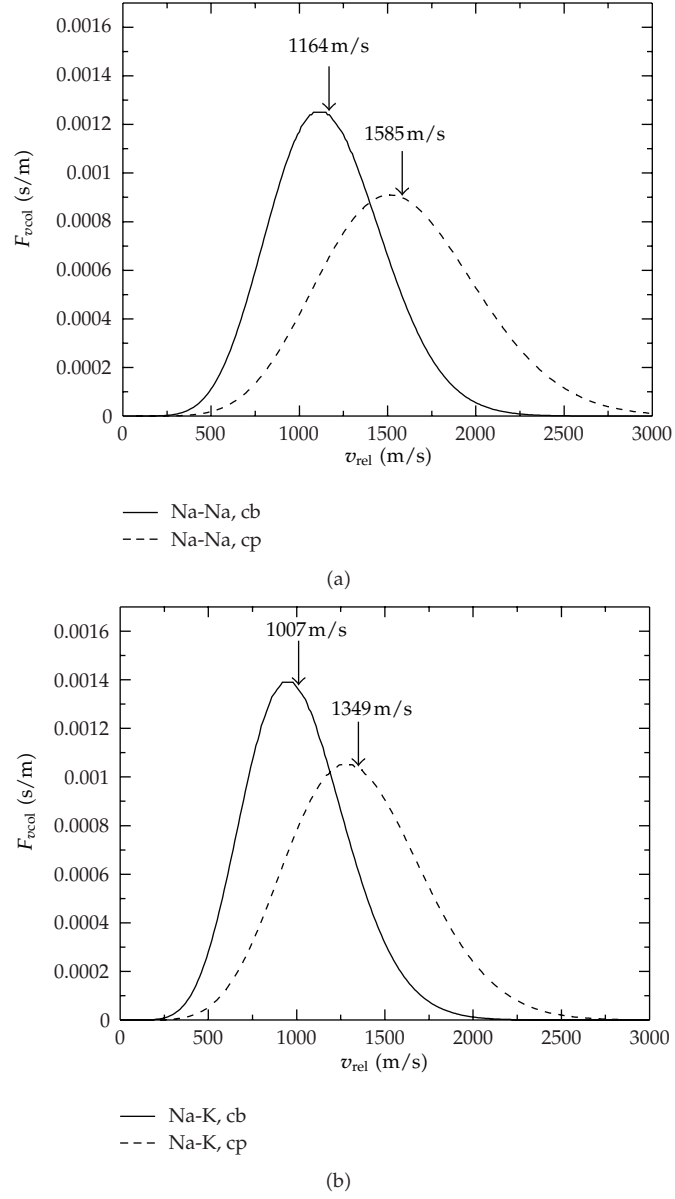 0.0016
0.0014
0.0012
0.001
0.0008
0.0006
0.0004
0.0002
0
F_vcol (s/m)
1164 m/s
1585 m/s
0 500 1000 1500 2000 2500 3000
v_rel (m/s)
Na-Na, cb
Na-Na, cp
(a)
0.0016
0.0014
0.0012
0.001
0.0008
0.0006
0.0004
0.0002
0
F_vcol (s/m)
1007 m/s
1349 m/s
0 500 1000 1500 2000 2500 3000
v_rel (m/s)
Na-K, cb
Na-K, cp
(b)